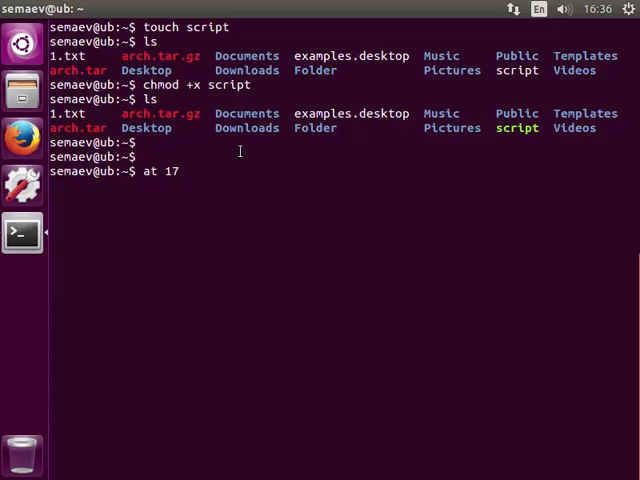 semaev@ub: ~ En 16:36
semaev@ub:~$ touch script
semaev@ub:~$ ls
1.txt arch.tar.gz Documents examples.desktop Music Public Templates
arch.tar Desktop Downloads Folder Pictures script Videos
semaev@ub:~$ chmod +x script
semaev@ub:~$ ls
1.txt arch.tar.gz Documents examples.desktop Music Public Templates
arch.tar Desktop Downloads Folder Pictures script Videos
semaev@ub:~$
semaev@ub:~$
semaev@ub:~$ at 17